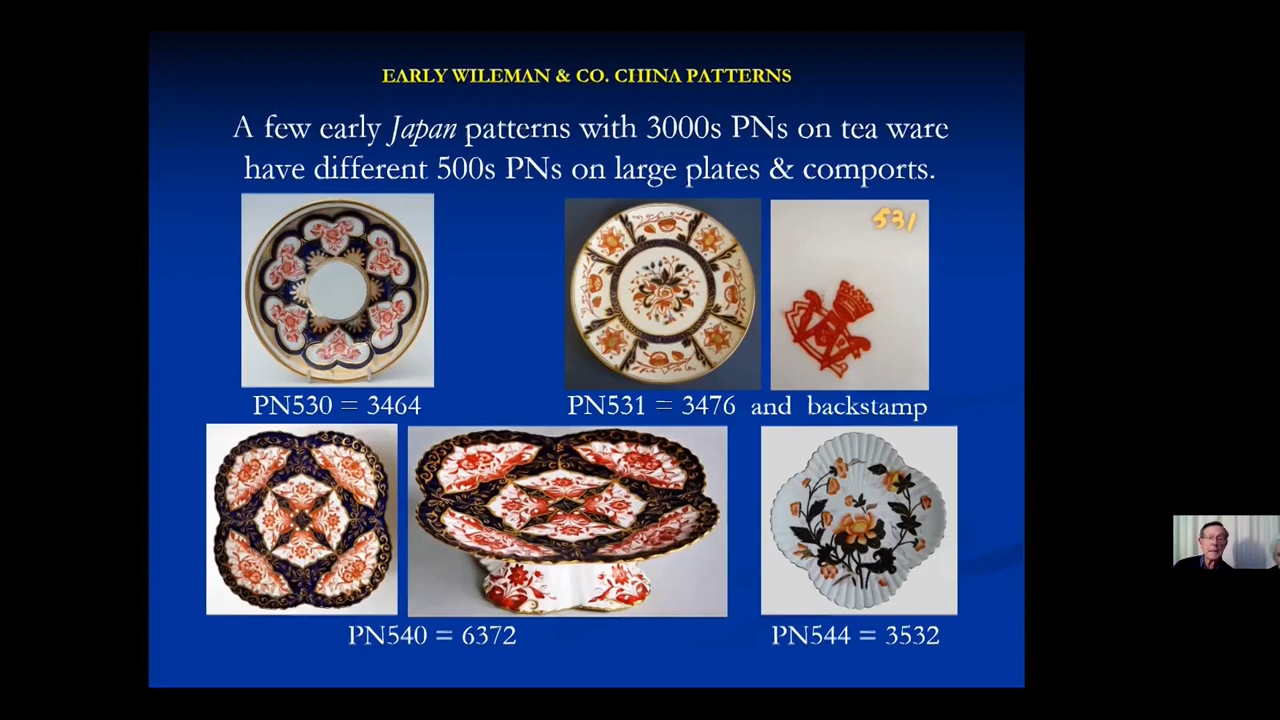 EARLY WILEMAN & CO. CHINA PATTERNS
A few early Japan patterns with 3000s PNs on tea ware
have different 500s PNs on large plates & comports.
531
PN530 = 3464
PN531 = 3476 and backstamp
PN540 = 6372
PN544 = 3532